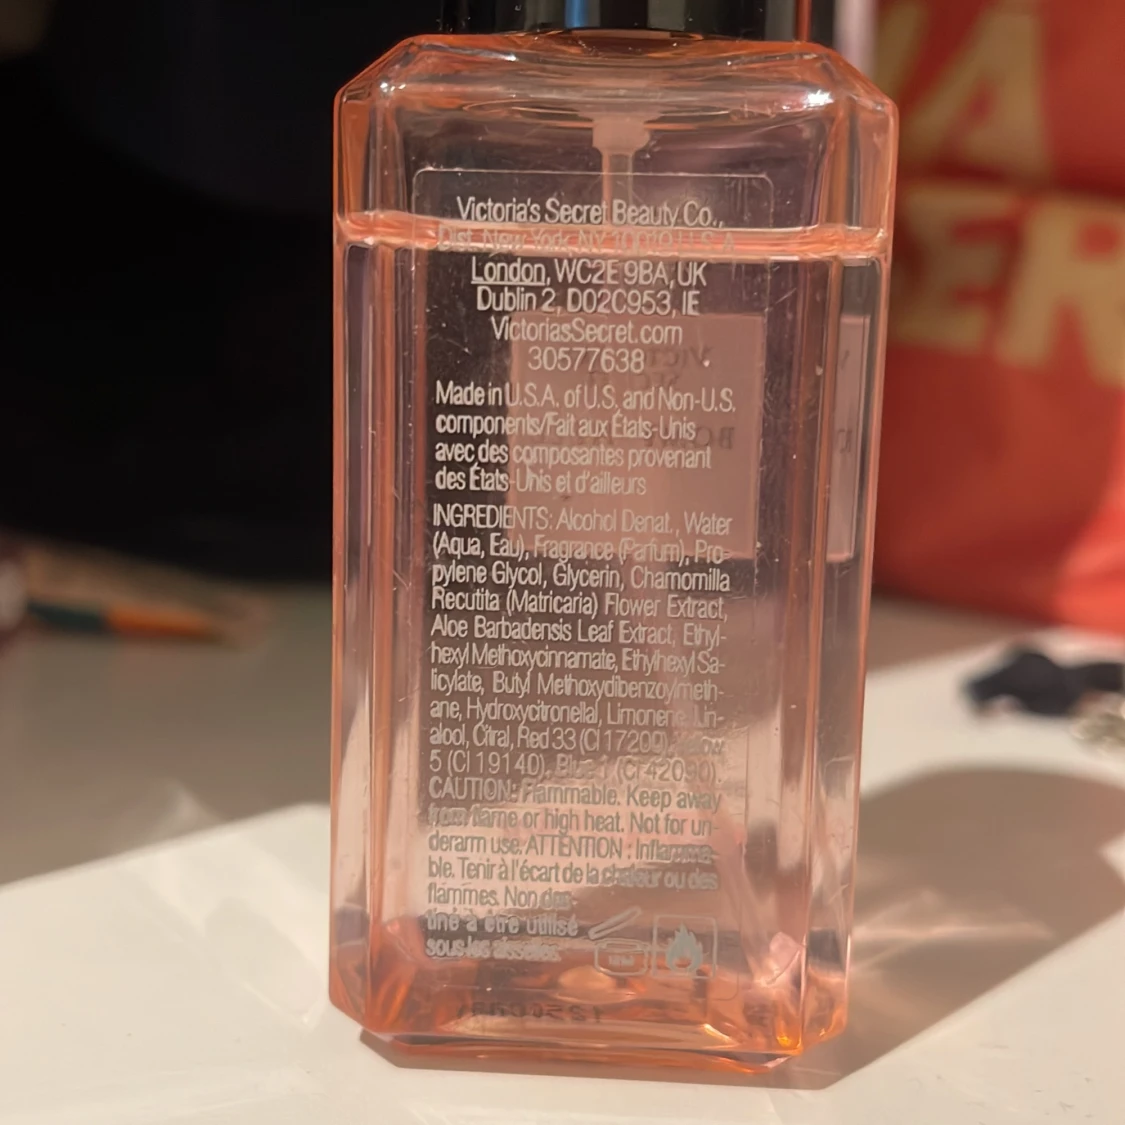 Victoria's Secret Beauty Co.,
Dist. New York, NY 10010 U.S.A
London, WC2E 9BA, UK
Dublin 2, D02C953, IE
VictoriasSecret.com
30577638
Made in U.S.A. of U.S. and Non-U.S.
components/Fait aux États-Unis
avec des composantes provenant
des États-Unis et d'ailleurs
INGREDIENTS: Alcohol Denat., Water
(Aqua, Eau), Fragrance (Parfum), Pro-
pylene Glycol, Glycerin, Chamomilla
Recutita (Matricaria) Flower Extract,
Aloe Barbadensis Leaf Extract, Ethyl-
hexyl Methoxycinnamate, Ethylhexyl Sa-
licylate, Butyl Methoxydibenzoylmeth-
ane, Hydroxycitronellal, Limonene, Lin-
alool, Citral, Red 33 (CI 17200), Yellow
5 (CI 19140), Blue 1 (CI 42090).
CAUTION: Flammable. Keep away
from flame or high heat. Not for un-
derarm use. ATTENTION : Inflamma-
ble. Tenir à l'écart de la chaleur ou des
flammes. Non des-
tiné à être utilisé
sous les aisselles.